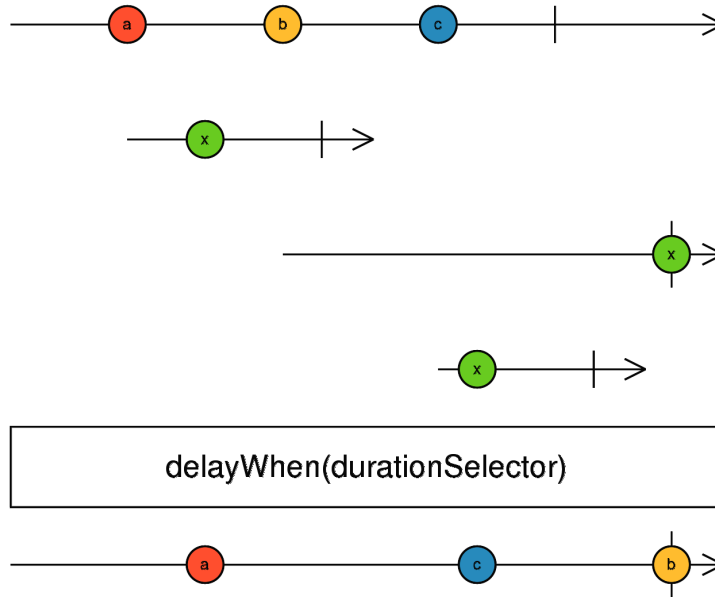 a b c
x
x
x
delayWhen(durationSelector)
a c b